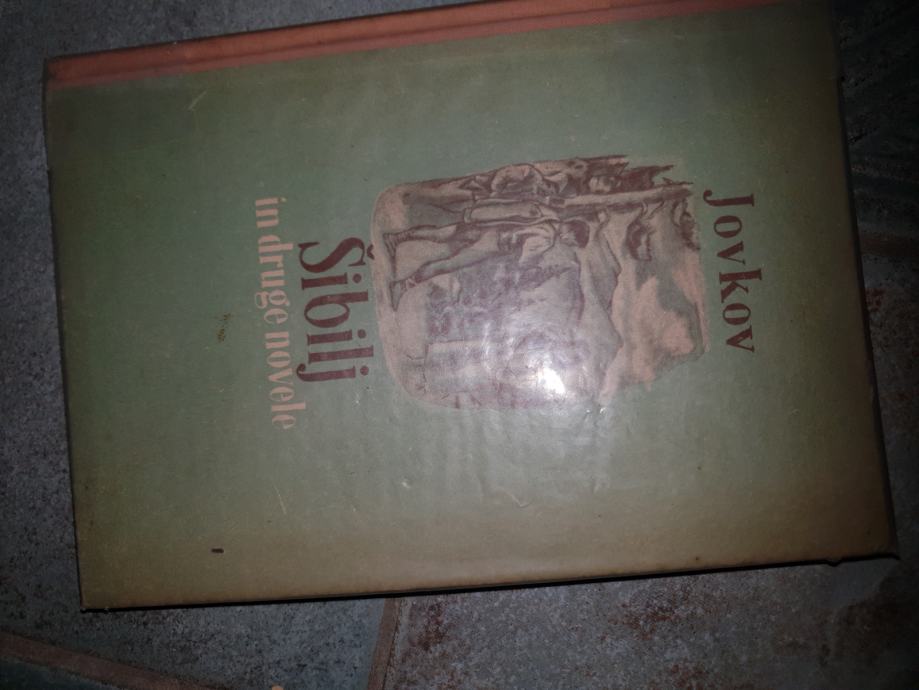 Jovkov
Šibilj
in druge novele